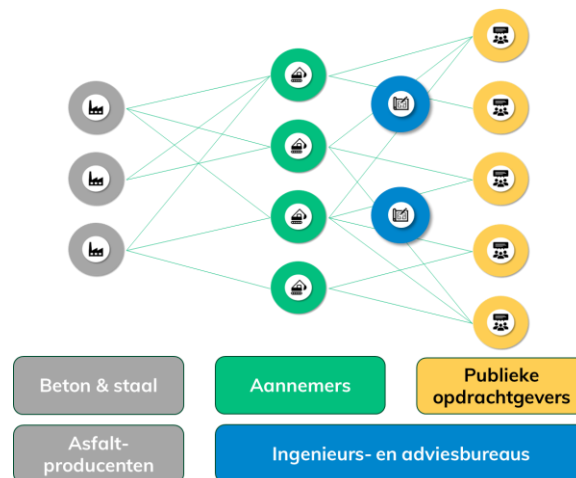 Beton & staal
Aannemers
Publieke
opdrachtgevers
Asfalt-
producenten
Ingenieurs- en adviesbureaus